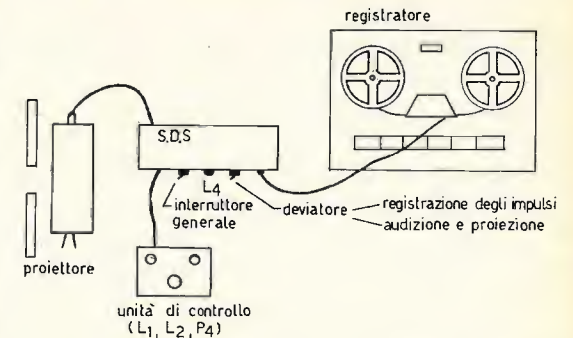 registratore
S.D.S
L4
interruttore
generale
deviatore
registrazione degli impulsi
audizione e proiezione
proiettore
unità di controllo
(L1, L2, P4)